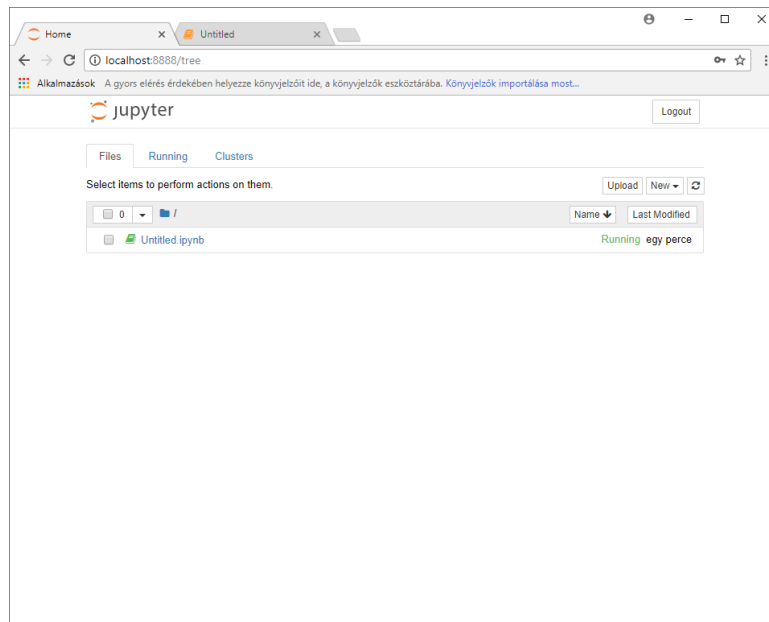 Home
Untitled
localhost:8888/tree
Alkalmazások A gyors elérés érdekében helyezze könyvjelzőit ide, a könyvjelzők eszköztárába. Könyvjelzők importálása most...
jupyter
Logout
Files Running Clusters
Select items to perform actions on them.
Upload New
0 / Name Last Modified
Untitled.ipynb Running egy perce